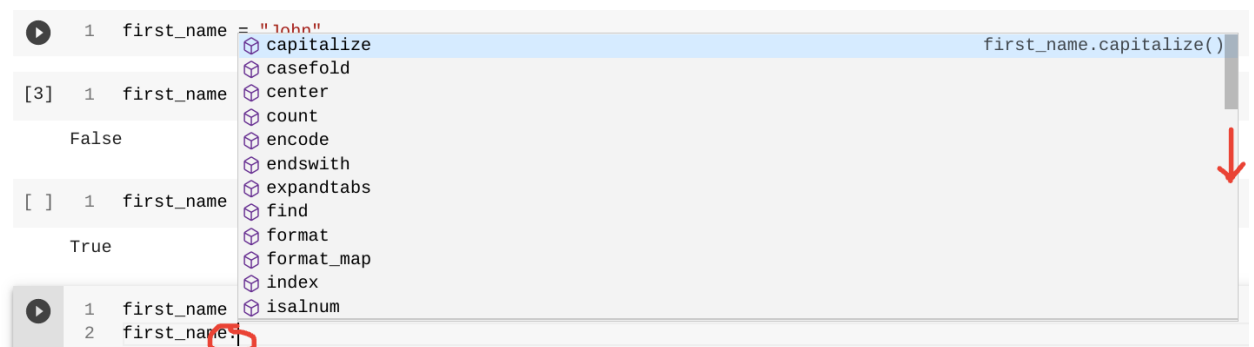 1 first_name = "John"
capitalize first_name.capitalize()
casefold
[3] 1 first_name
center
count
False
encode
endswith
expandtabs
[ ] 1 first_name
find
format
True
format_map
index
1 first_name
isalnum
2 first_name.